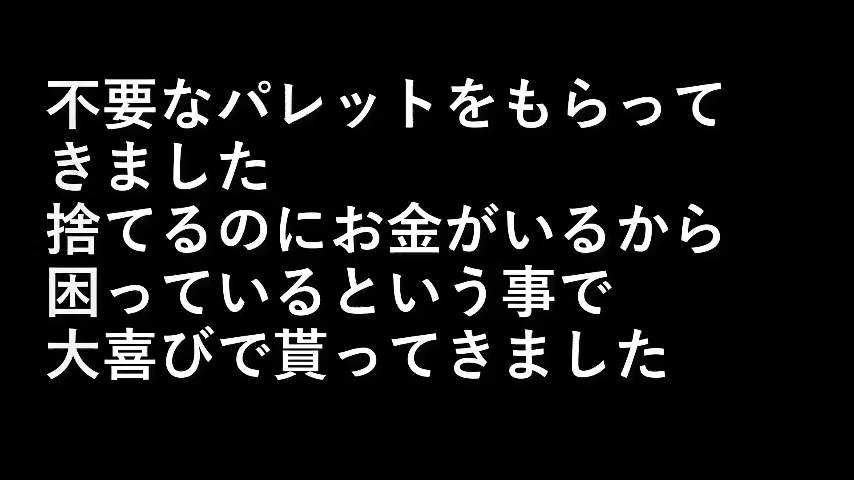 不要なパレットをもらって
きました
捨てるのにお金がいるから
困っているという事で
大喜びで貰ってきました